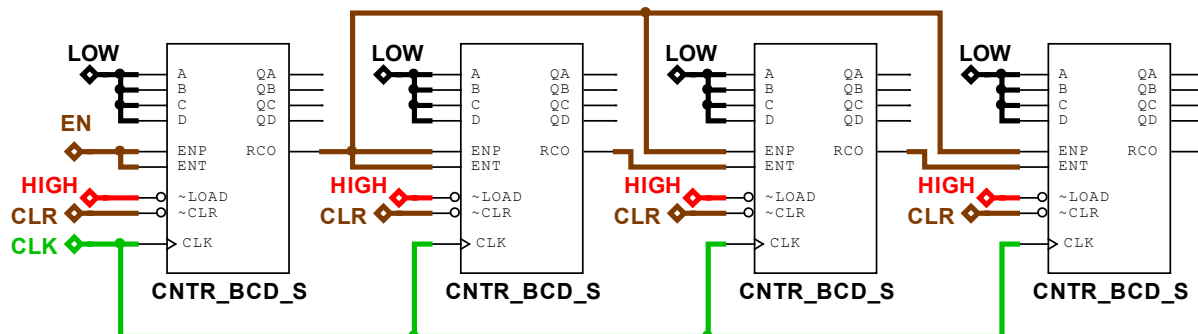 LOW LOW LOW LOW
A QA A QA A QA A QA
B QB B QB B QB B QB
C QC C QC C QC C QC
D QD D QD D QD D QD
EN
ENP RCO ENP RCO ENP RCO ENP RCO
ENT ENT ENT ENT
HIGH HIGH HIGH HIGH
~LOAD ~LOAD ~LOAD ~LOAD
CLR ~CLR CLR ~CLR CLR ~CLR CLR ~CLR
CLK CLK CLK CLK CLK
CNTR_BCD_S CNTR_BCD_S CNTR_BCD_S CNTR_BCD_S